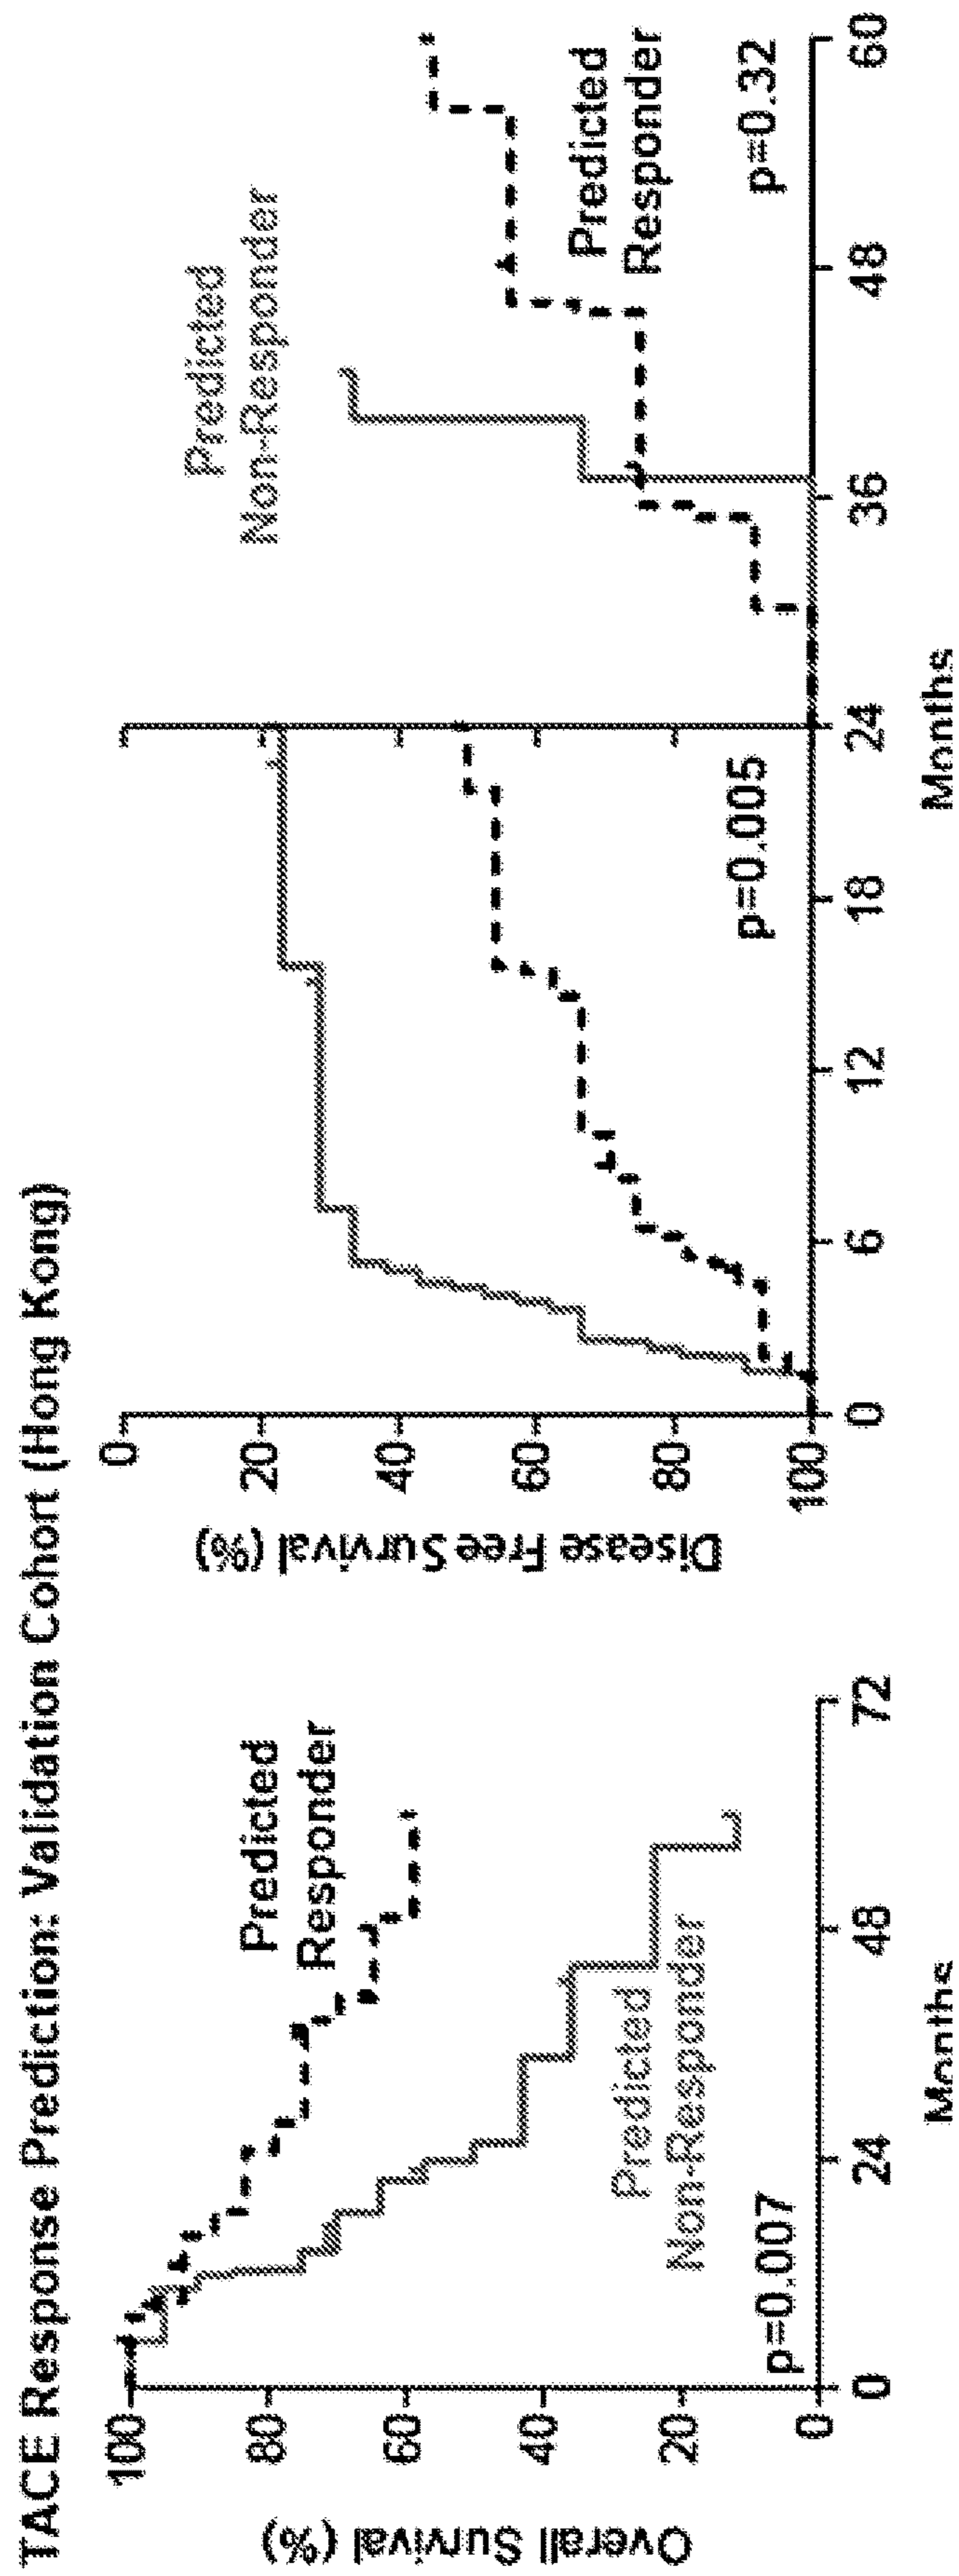 TACE Response Prediction: Validation Cohort (Hong Kong)
Overall Survival (%)
100
80
60
40
20
0
Predicted
Responder
Predicted
Non-Responder
p=0.007
0
24
48
72
Months
Disease Free Survival (%)
0
20
40
60
80
100
p=0.005
0
6
12
18
24
Predicted
Non-Responder
Predicted
Responder
p=0.32
36
48
60
Months